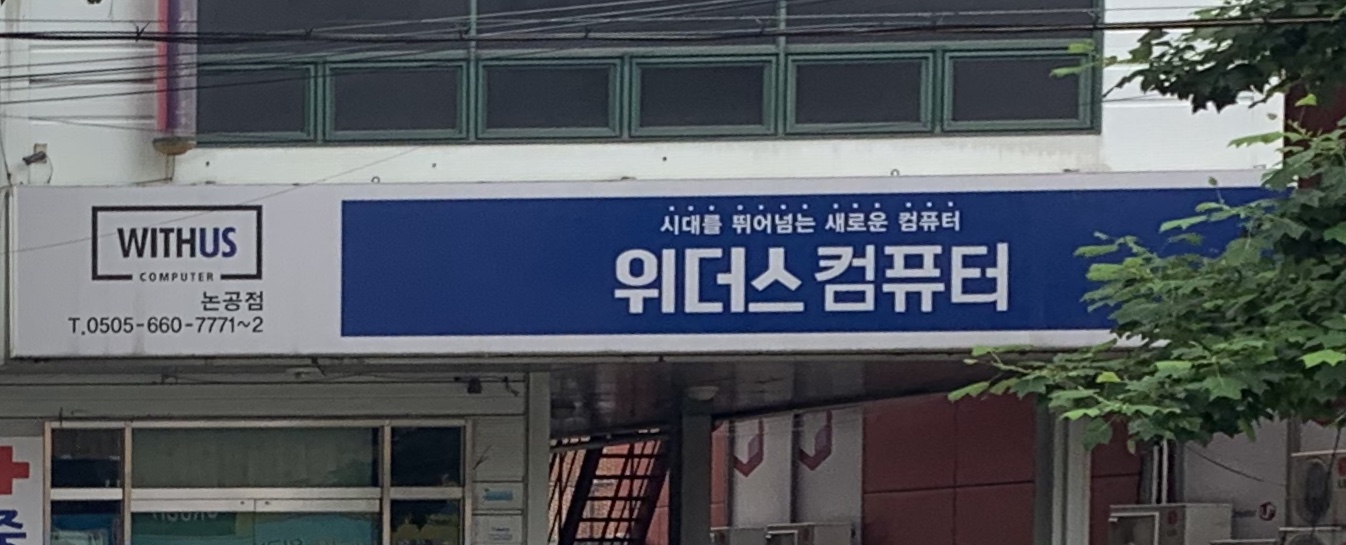 WITHUS
COMPUTER
논공점
T.0505-660-7771~2
시대를 뛰어넘는 새로운 컴퓨터
위더스컴퓨터